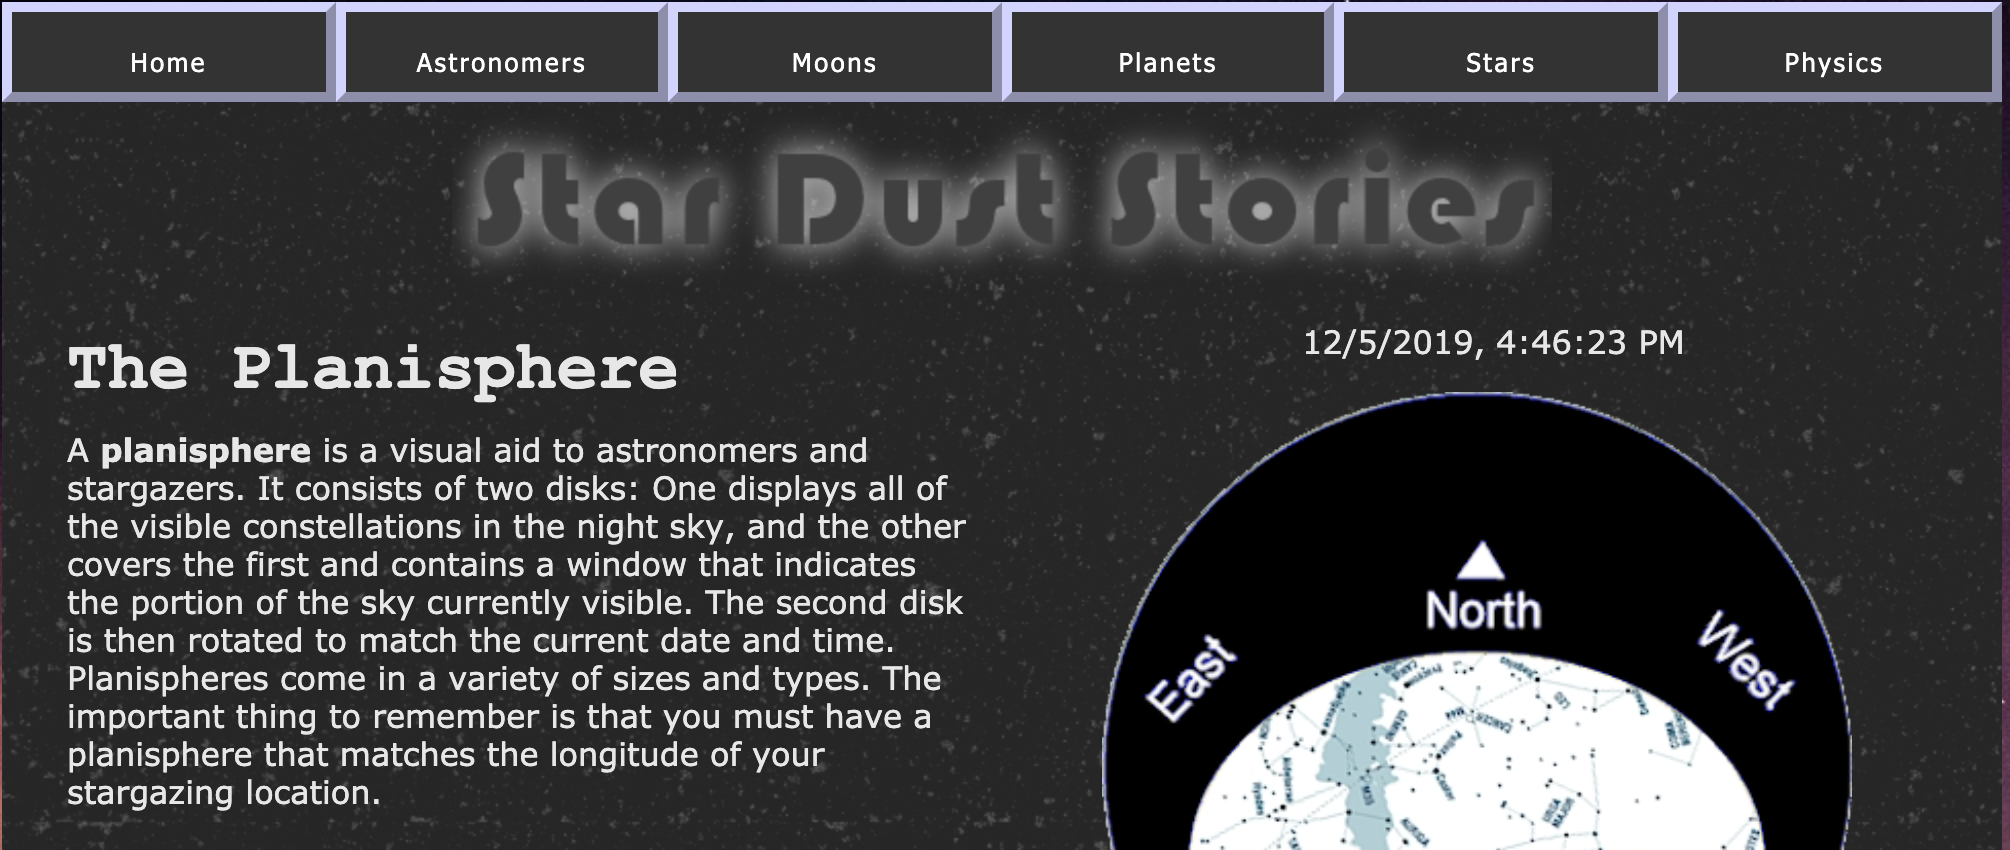 Home
Astronomers
Moons
Planets
Stars
Physics
Star Dust Stories
The Planisphere
A planisphere is a visual aid to astronomers and
stargazers. It consists of two disks: One displays all of
the visible constellations in the night sky, and the other
covers the first and contains a window that indicates
the portion of the sky currently visible. The second disk
is then rotated to match the current date and time.
Planispheres come in a variety of sizes and types. The
important thing to remember is that you must have a
planisphere that matches the longitude of your
stargazing location.
12/5/2019, 4:46:23 PM
North
East
West
CANCER
URSA
MAJOR